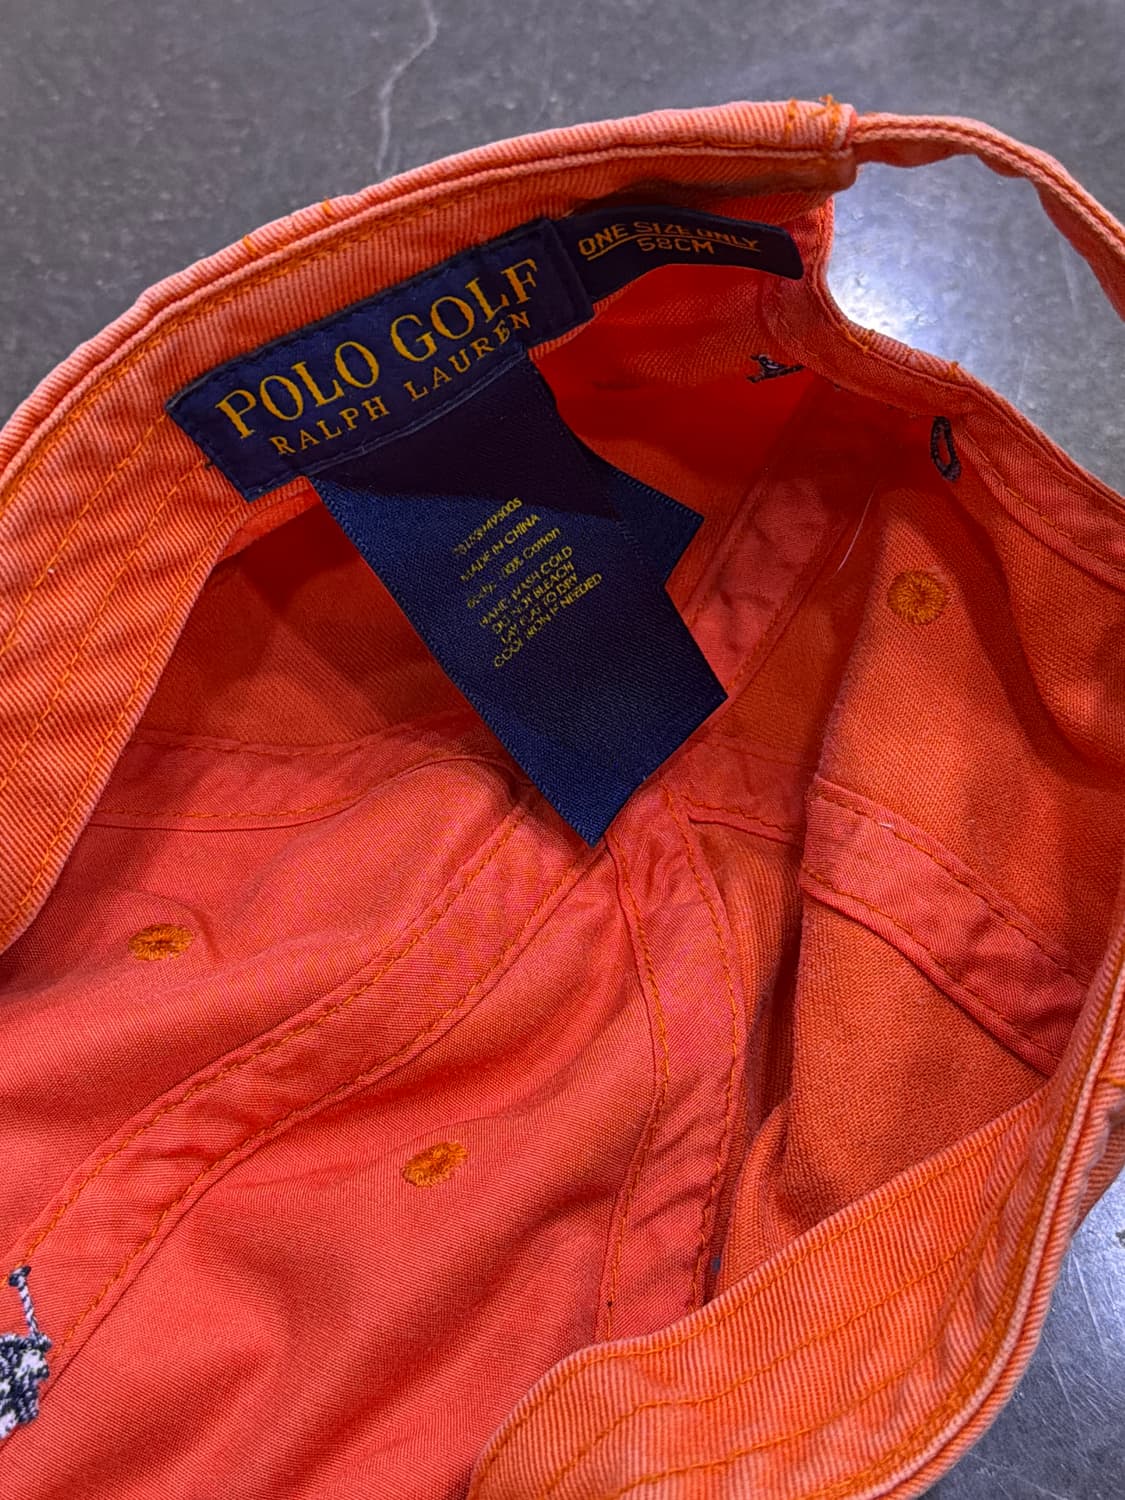 POLO GOLF
RALPH LAUREN
ONE SIZE ONLY
58CM
MADE IN CHINA
Cotton
HAND WASH COLD
DO NOT BLEACH
LAY FLAT TO DRY
COOL IRON IF NEEDED